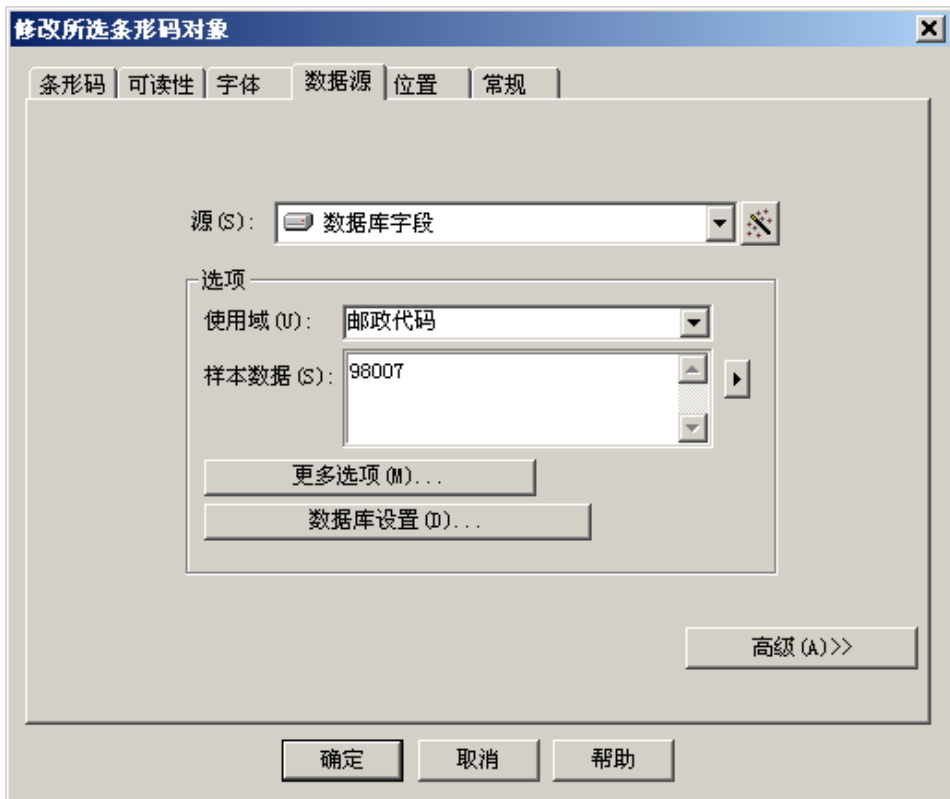 修改所选条形码对象
条形码 可读性 字体 数据源 位置 常规
源(S): 数据库字段
选项
使用域(U): 邮政代码
样本数据(S): 98007
更多选项(M)...
数据库设置(D)...
高级(A)>>
确定 取消 帮助